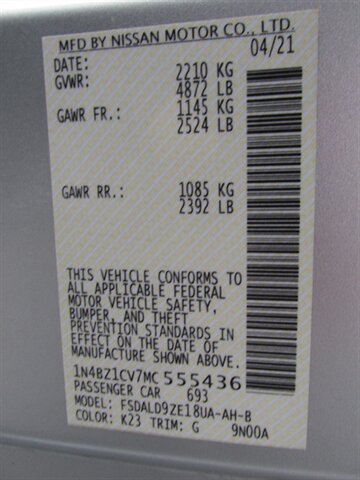 MFD BY NISSAN MOTOR CO., LTD.
DATE: 04/21
GVWR: 2210 KG
4872 LB
GAWR FR.: 1145 KG
2524 LB
GAWR RR.: 1085 KG
2392 LB
THIS VEHICLE CONFORMS TO
ALL APPLICABLE FEDERAL
MOTOR VEHICLE SAFETY,
BUMPER, AND THEFT
PREVENTION STANDARDS IN
EFFECT ON THE DATE OF
MANUFACTURE SHOWN ABOVE.
1N4BZ1CV7MC 555436
PASSENGER CAR 693
MODEL: FSDALD9ZE18UA-AH-B
COLOR: K23 TRIM: G 9N00A